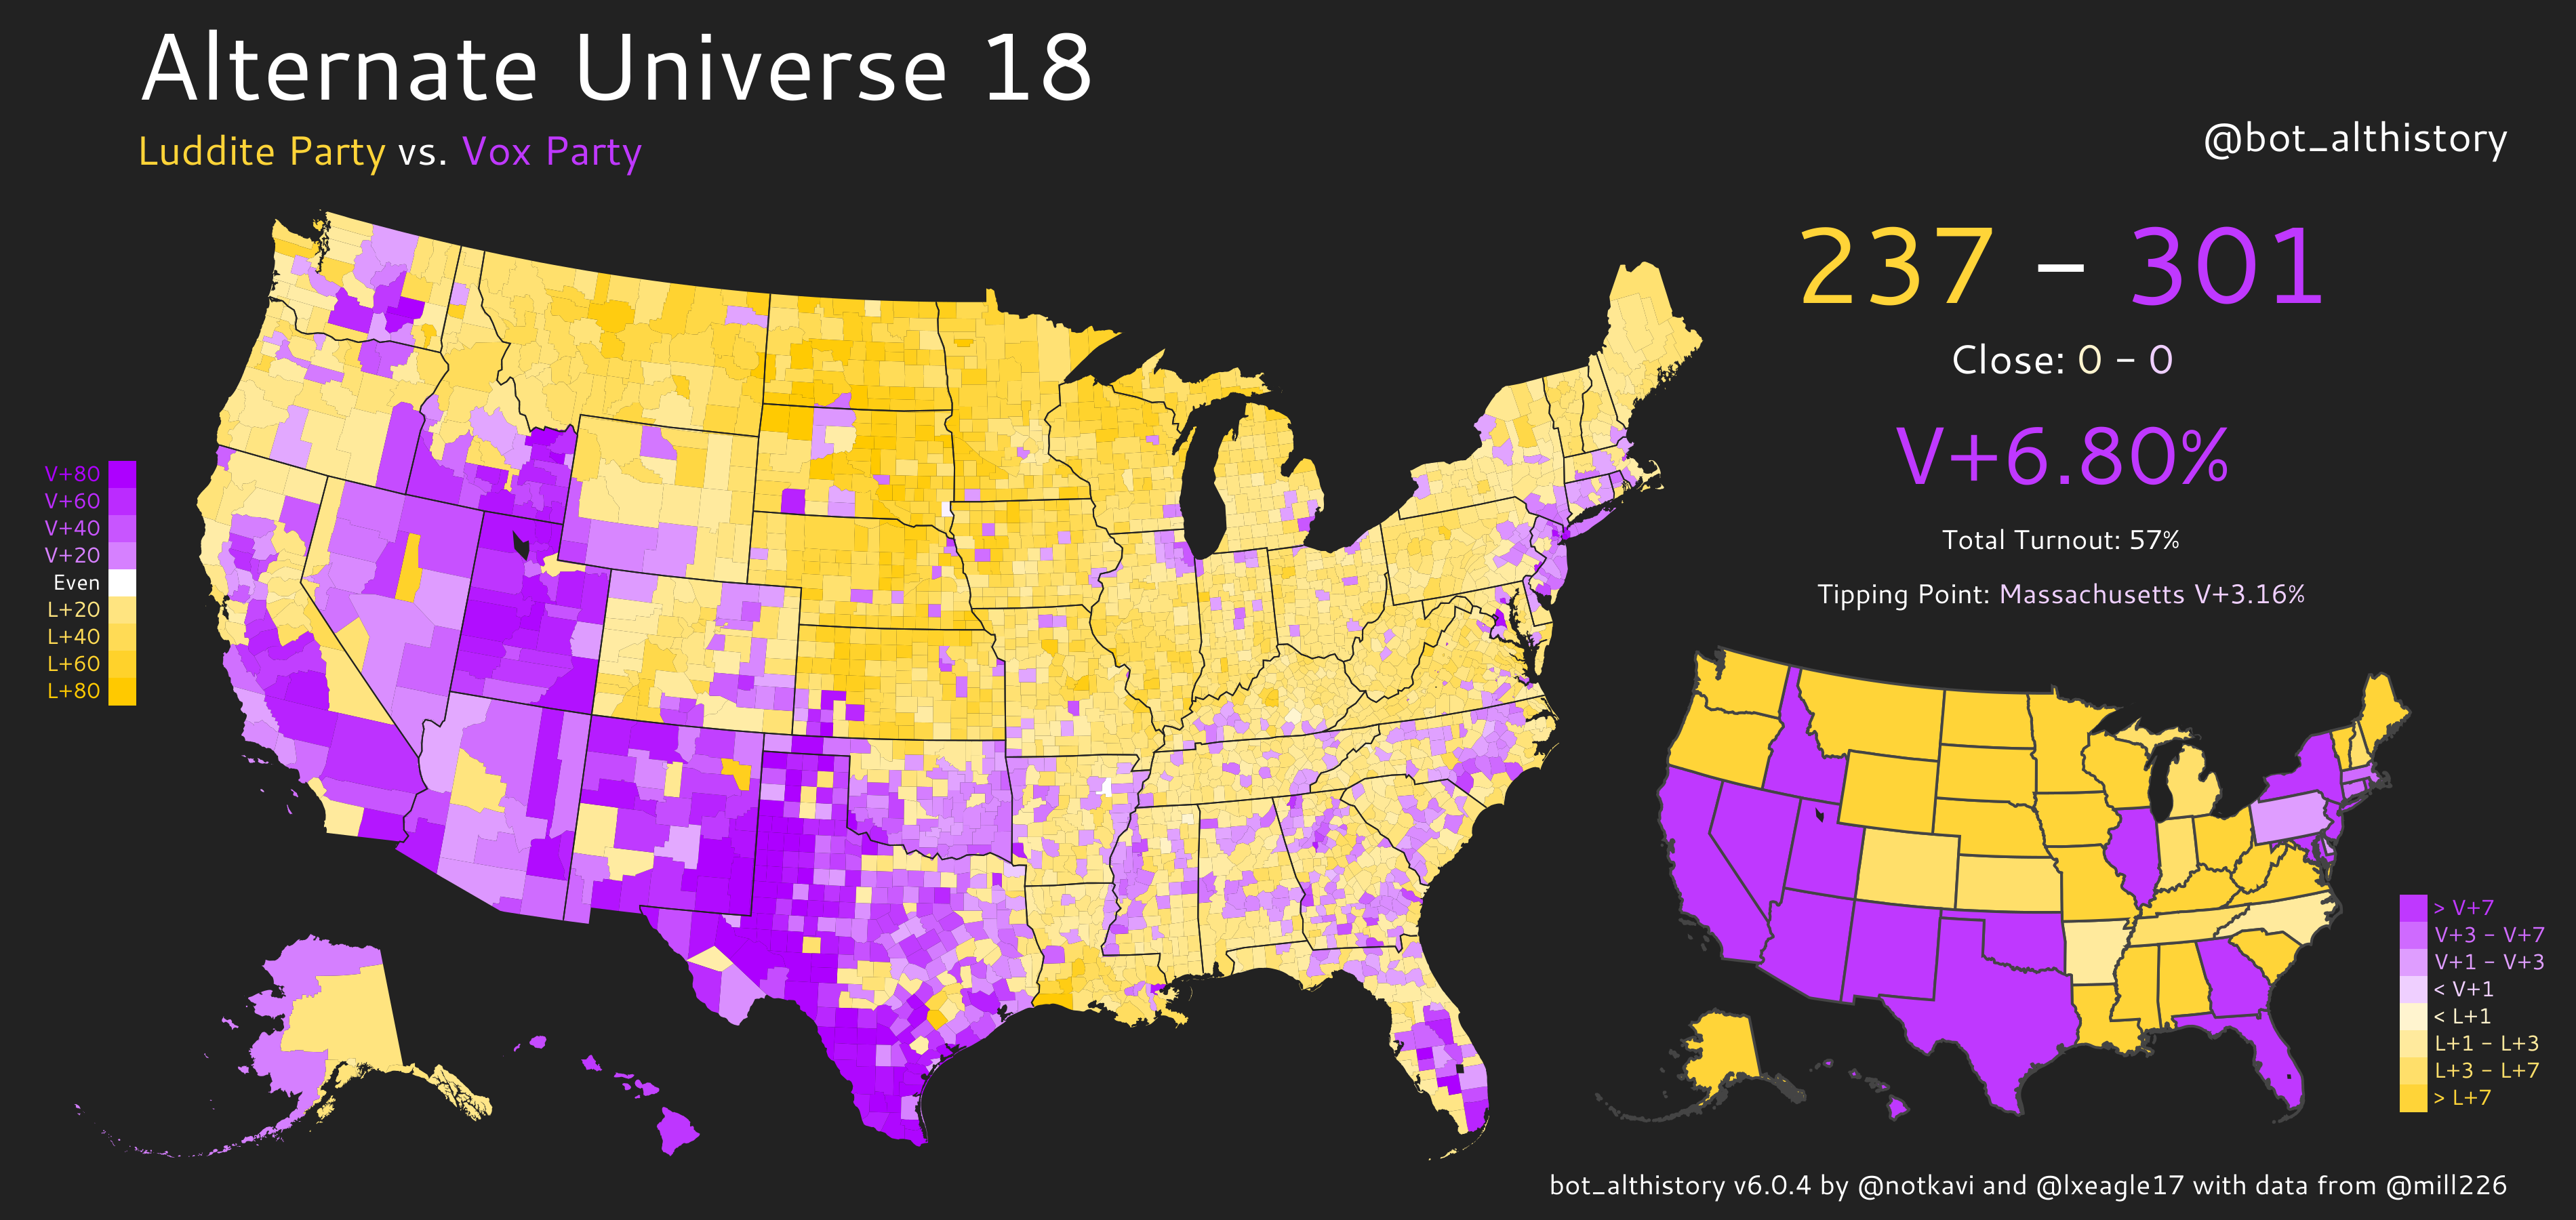 Alternate Universe 18
Luddite Party vs. Vox Party
@bot_althistory
237 – 301
Close: 0 – 0
V+6.80%
Total Turnout: 57%
Tipping Point: Massachusetts V+3.16%
V+80
V+60
V+40
V+20
Even
L+20
L+40
L+60
L+80
> V+7
V+3 – V+7
V+1 – V+3
< V+1
< L+1
L+1 – L+3
L+3 – L+7
> L+7
bot_althistory v6.0.4 by @notkavi and @lxeagle17 with data from @mill226